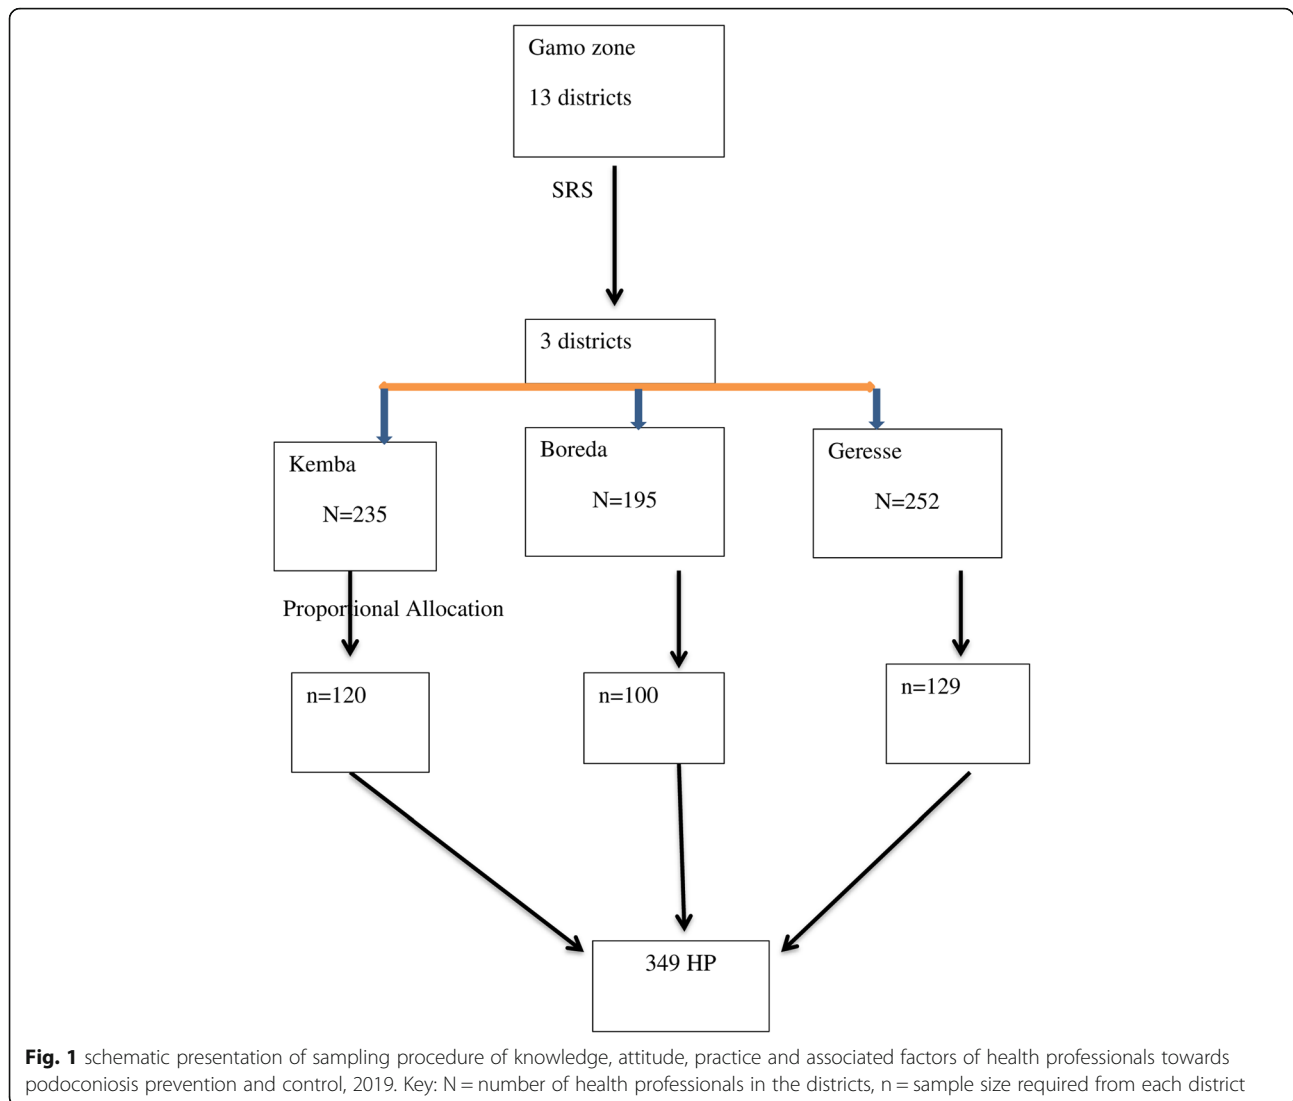 Gamo zone
13 districts
SRS
3 districts
Kemba
N=235
Boreda
N=195
Geresse
N=252
Proportional Allocation
n=120
n=100
n=129
349 HP
Fig. 1 schematic presentation of sampling procedure of knowledge, attitude, practice and associated factors of health professionals towards
podoconiosis prevention and control, 2019. Key: N = number of health professionals in the districts, n = sample size required from each district